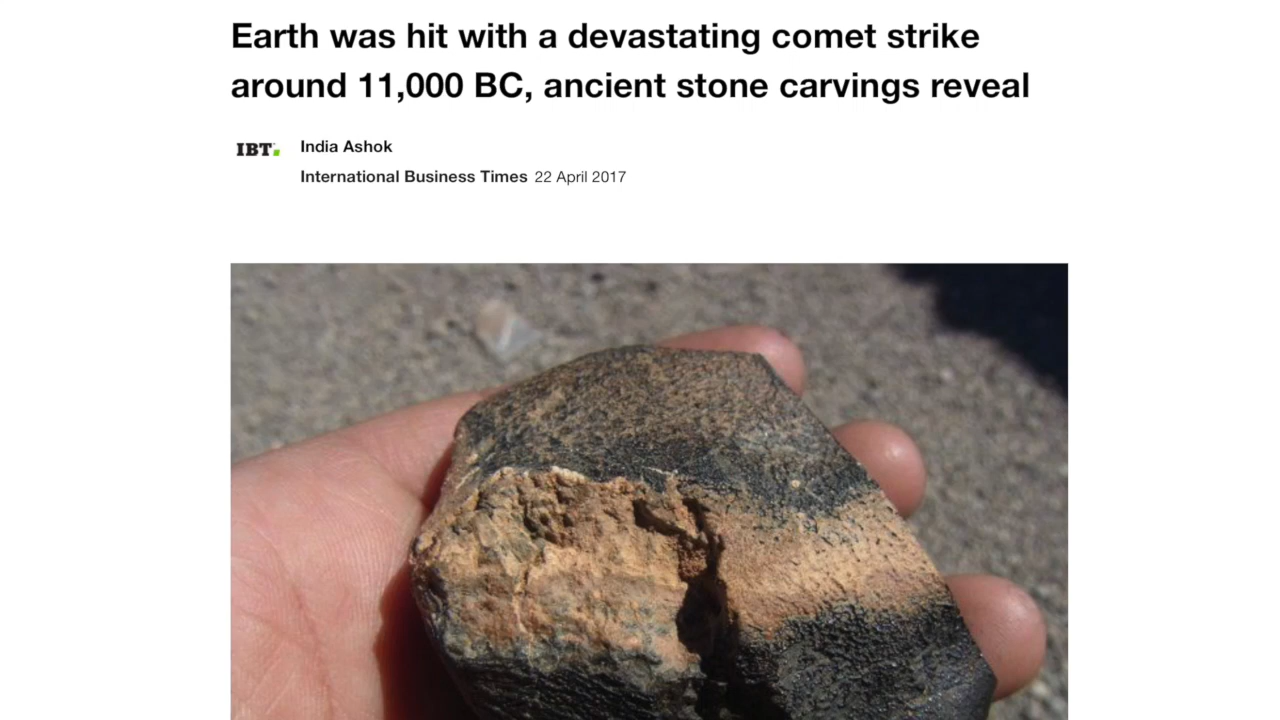 Earth was hit with a devastating comet strike
around 11,000 BC, ancient stone carvings reveal
IBT
India Ashok
International Business Times 22 April 2017